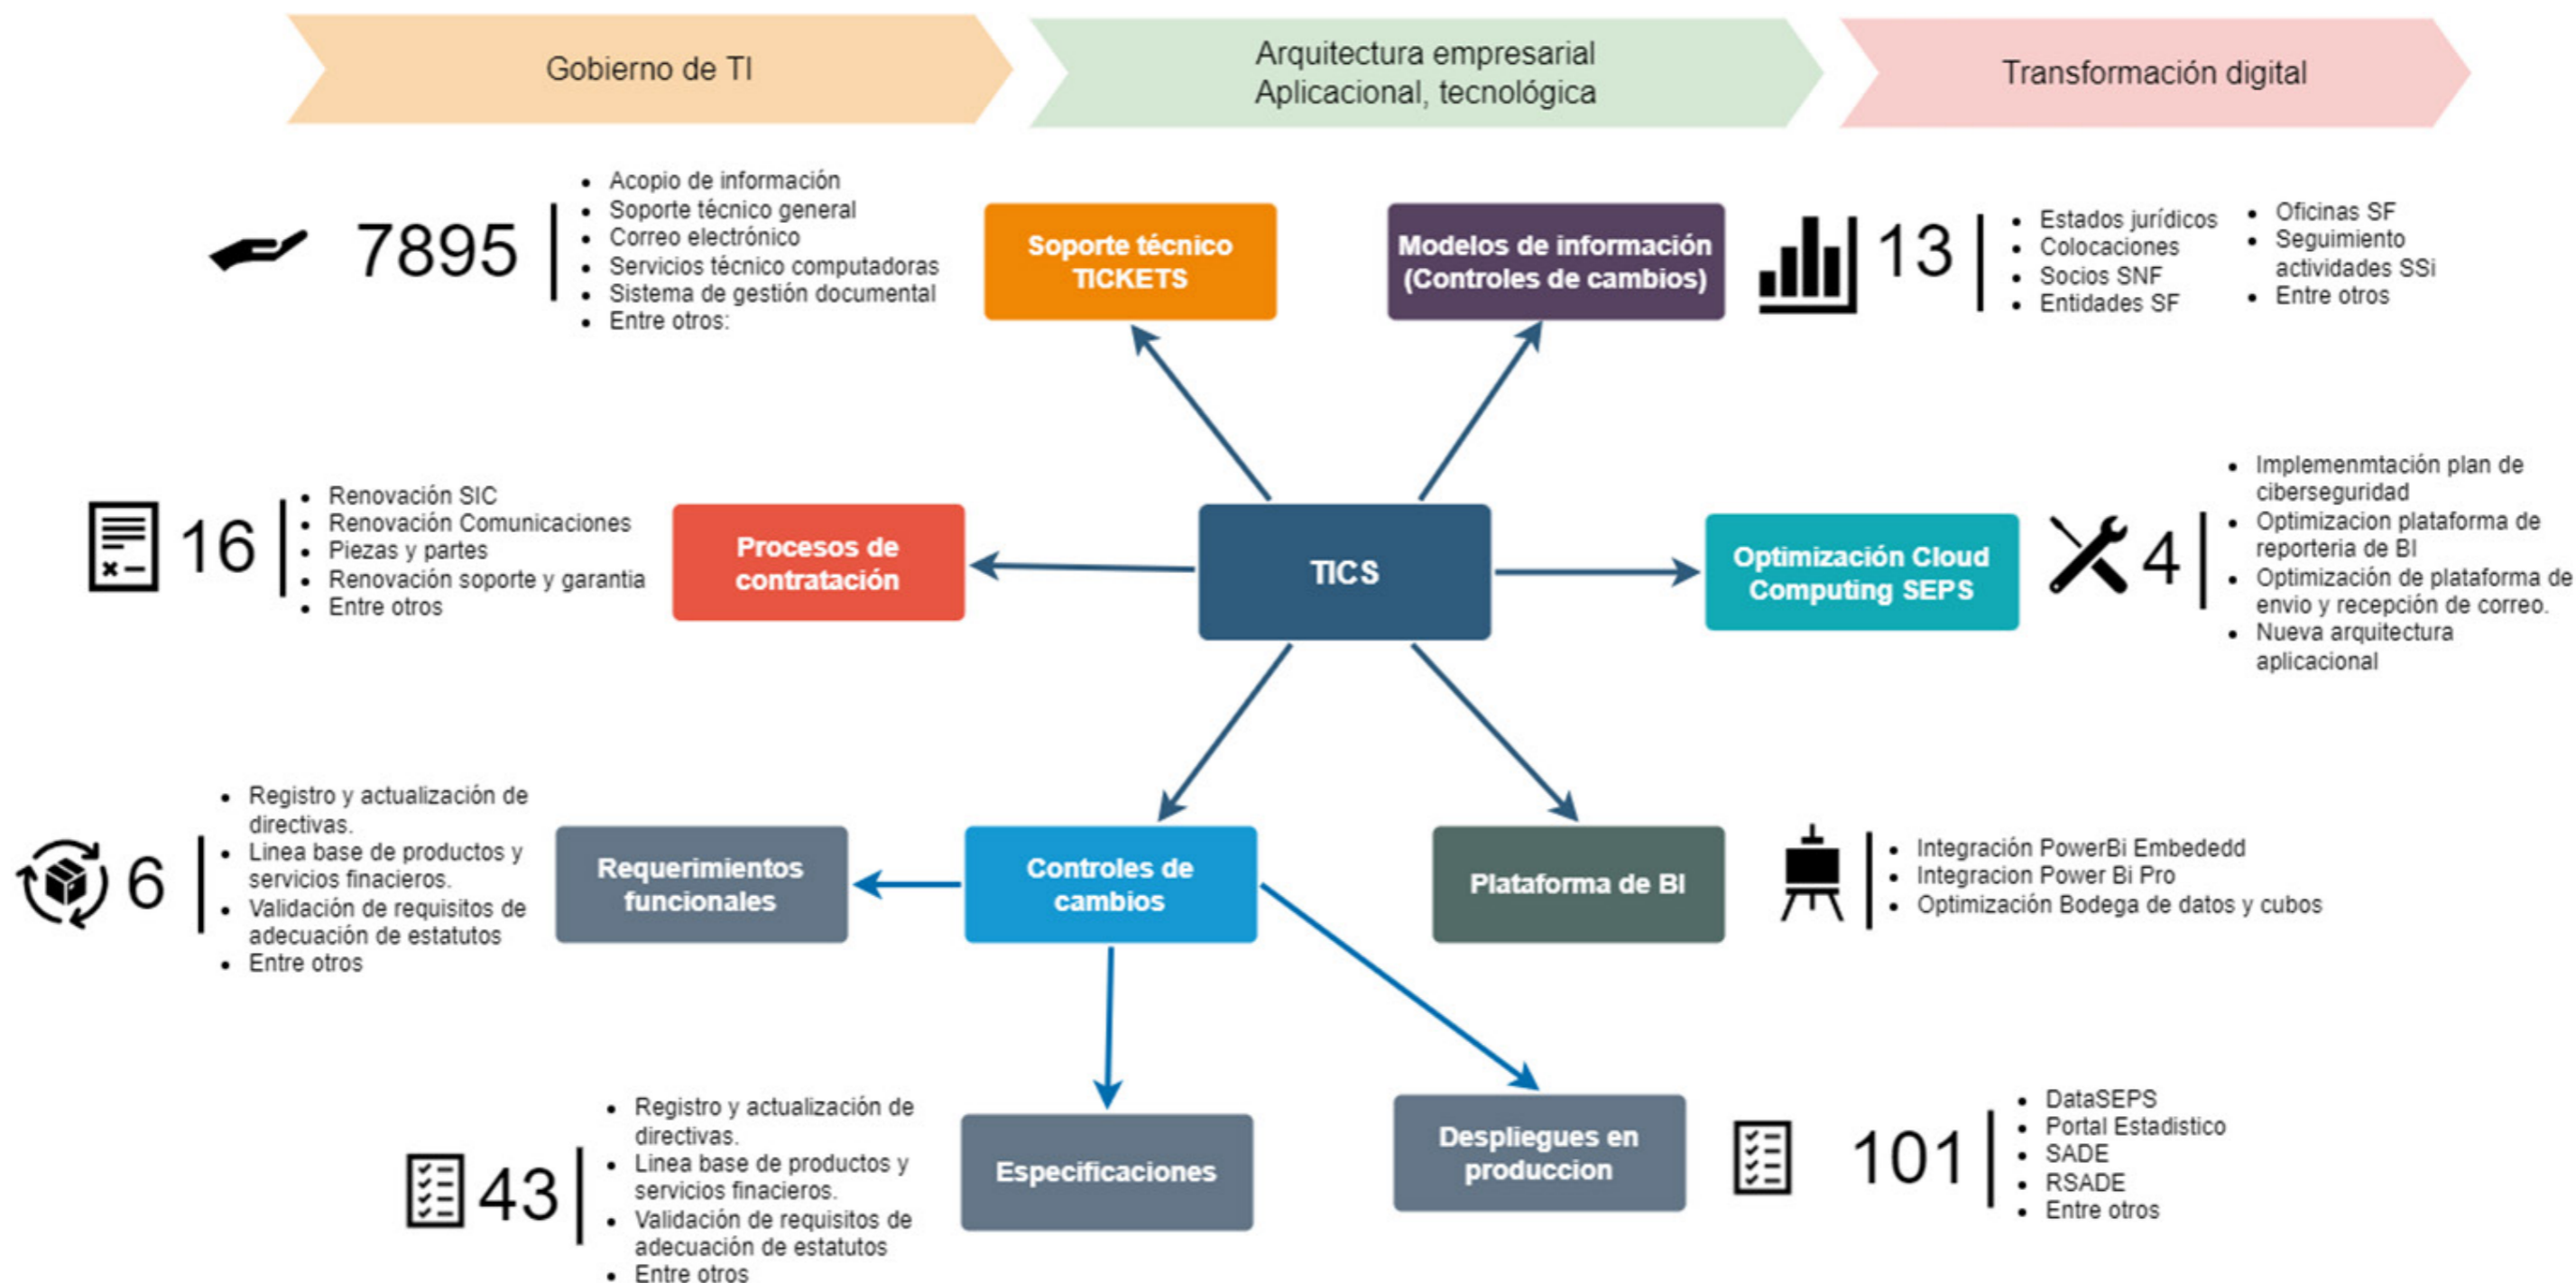 Gobierno de TI
Arquitectura empresarial
Aplicacional, tecnológica
Transformación digital
7895
• Acopio de información
• Soporte técnico general
• Correo electrónico
• Servicios técnico computadoras
• Sistema de gestión documental
• Entre otros:
Soporte técnico
TICKETS
Modelos de información
(Controles de cambios)
13
• Estados jurídicos
• Colocaciones
• Socios SNF
• Entidades SF
• Oficinas SF
• Seguimiento
actividades SSi
• Entre otros
16
• Renovación SIC
• Renovación Comunicaciones
• Piezas y partes
• Renovación soporte y garantia
• Entre otros
Procesos de
contratación
TICS
Optimización Cloud
Computing SEPS
4
• Implemenmtación plan de
ciberseguridad
• Optimizacion plataforma de
reporteria de BI
• Optimización de plataforma de
envio y recepción de correo.
• Nueva arquitectura
aplicacional
6
• Registro y actualización de
directivas.
• Linea base de productos y
servicios finacieros.
• Validación de requisitos de
adecuación de estatutos
• Entre otros
Requerimientos
funcionales
Controles de
cambios
Plataforma de BI
• Integración PowerBi Embededd
• Integracion Power Bi Pro
• Optimización Bodega de datos y cubos
43
• Registro y actualización de
directivas.
• Linea base de productos y
servicios finacieros.
• Validación de requisitos de
adecuación de estatutos
• Entre otros
Especificaciones
Despliegues en
produccion
101
• DataSEPS
• Portal Estadistico
• SADE
• RSADE
• Entre otros